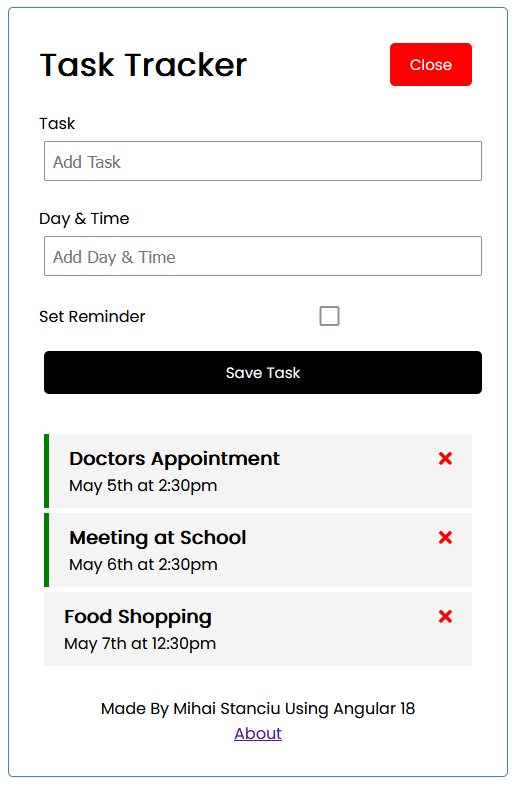 Task Tracker
Close
Task
Add Task
Day & Time
Add Day & Time
Set Reminder
Save Task
Doctors Appointment
May 5th at 2:30pm
Meeting at School
May 6th at 2:30pm
Food Shopping
May 7th at 12:30pm
Made By Mihai Stanciu Using Angular 18
About